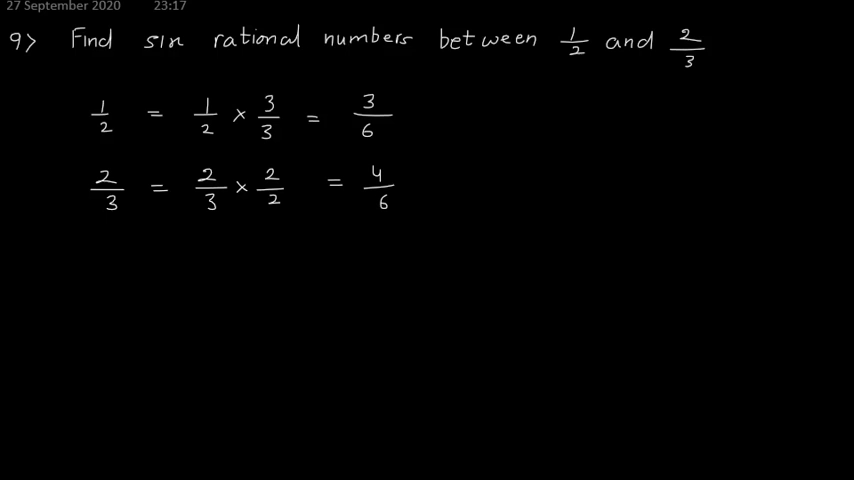 27 September 2020 23:17
9> Find six rational numbers between 1/2 and 2/3
1/2 = 1/2 × 3/3 = 3/6
2/3 = 2/3 × 2/2 = 4/6